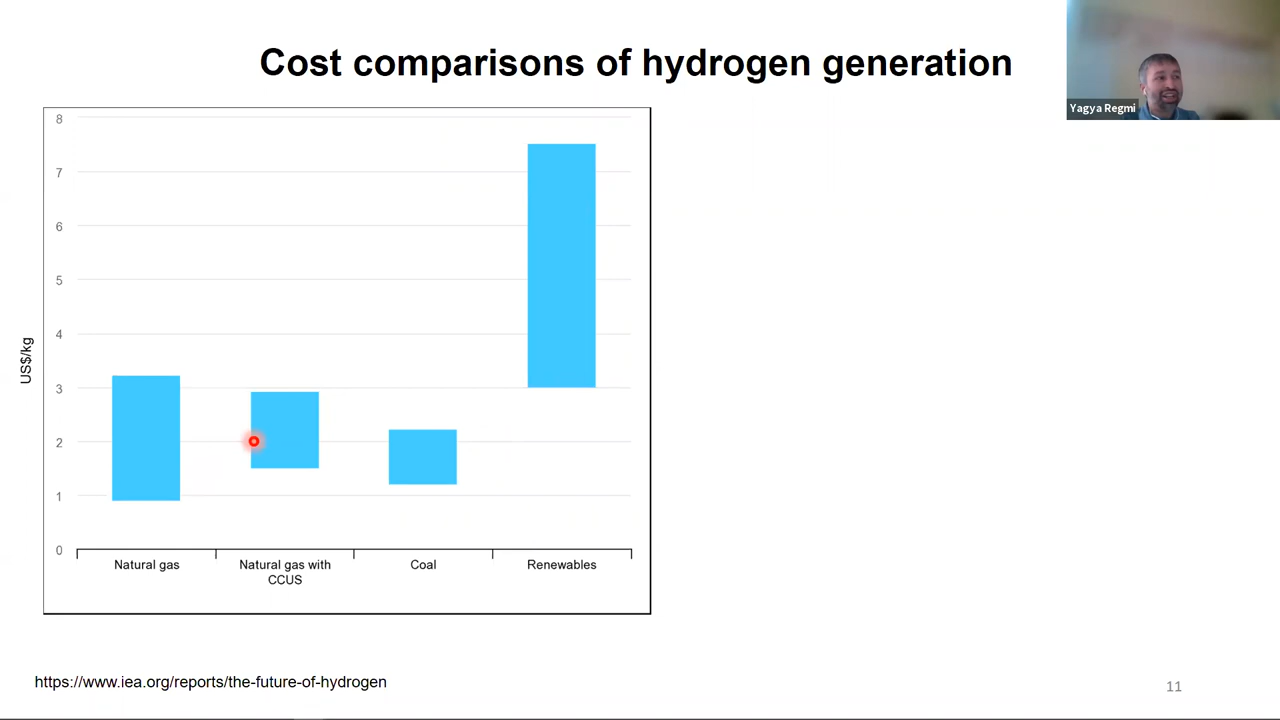 Cost comparisons of hydrogen generation
Yagya Regmi
8
7
6
5
4
3
2
1
0
US$/kg
Natural gas
Natural gas with
CCUS
Coal
Renewables
https://www.iea.org/reports/the-future-of-hydrogen
11